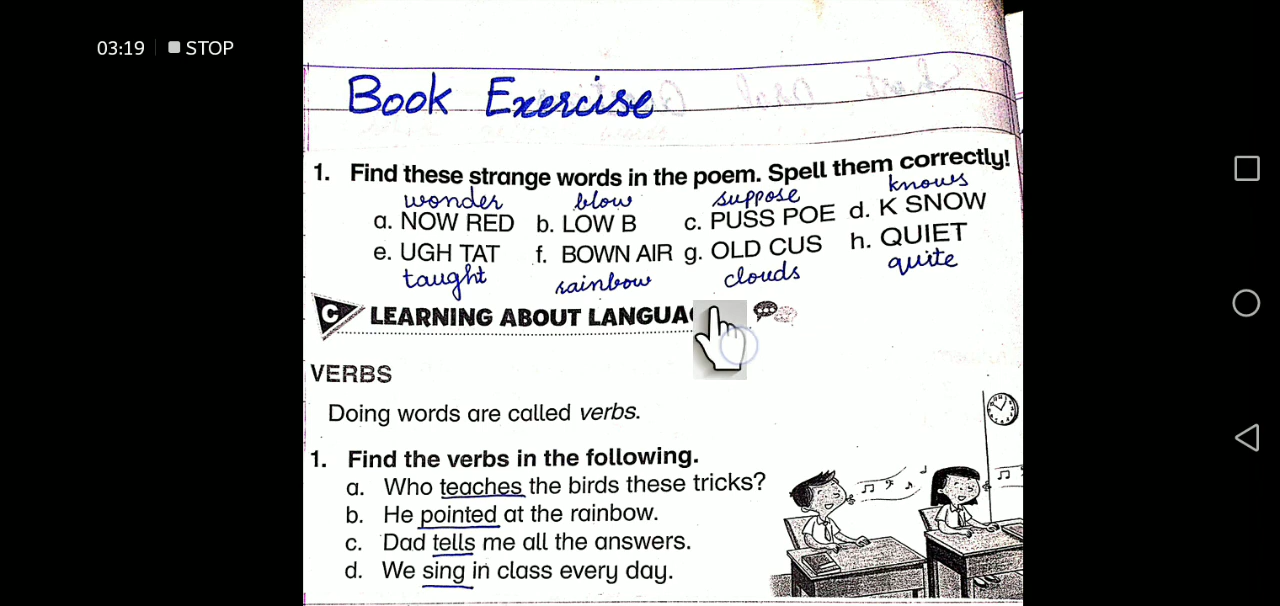 03:19 STOP
Book Exercise
1. Find these strange words in the poem. Spell them correctly!
wonder blow suppose knows
a. NOW RED b. LOW B c. PUSS POE d. K SNOW
e. UGH TAT f. BOWN AIR g. OLD CUS h. QUIET
taught rainbow clouds quite
C LEARNING ABOUT LANGUA
VERBS
Doing words are called verbs.
1. Find the verbs in the following.
a. Who teaches the birds these tricks?
b. He pointed at the rainbow.
c. Dad tells me all the answers.
d. We sing in class every day.